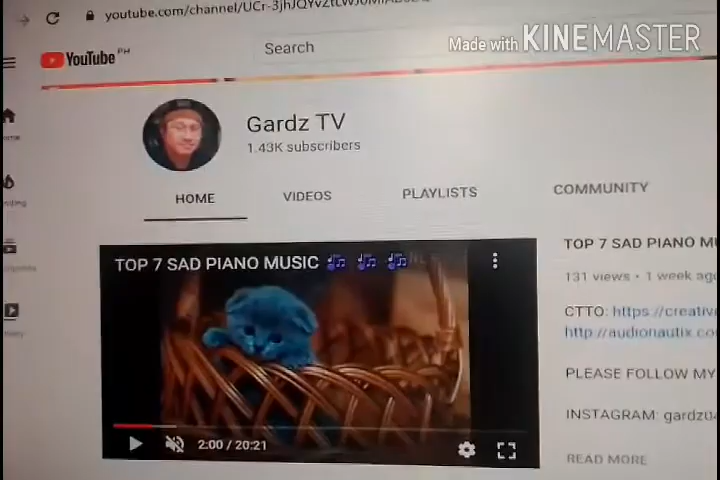 youtube.com/channel/UCr-3jhJQYvZtLWJ0
Made with KINEMASTER
YouTube PH
Search
Gardz TV
1.43K subscribers
HOME
VIDEOS
PLAYLISTS
COMMUNITY
TOP 7 SAD PIANO MUSIC
TOP 7 SAD PIANO MU
131 views • 1 week ag
CTTO: https://creativ
http://audionautix.co
PLEASE FOLLOW MY
INSTAGRAM: gardzu
READ MORE
2:00 / 20:21